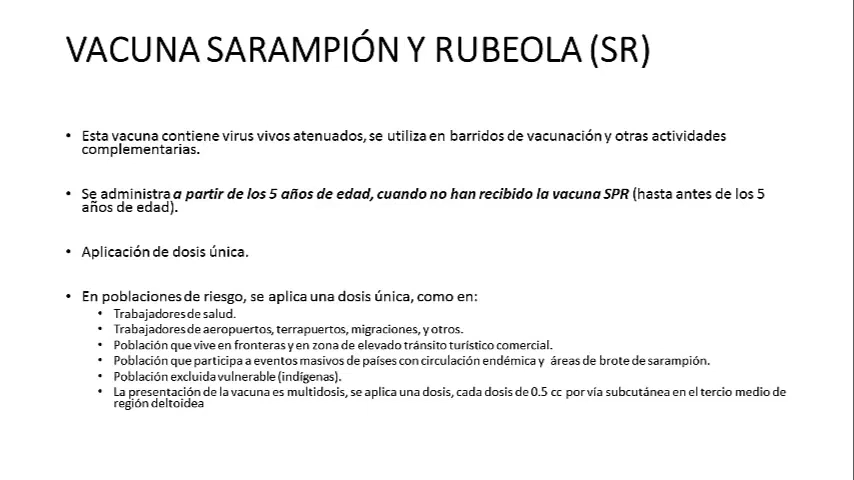 VACUNA SARAMPIÓN Y RUBEOLA (SR)
• Esta vacuna contiene virus vivos atenuados, se utiliza en barridos de vacunación y otras actividades
complementarias.
• Se administra a partir de los 5 años de edad, cuando no han recibido la vacuna SPR (hasta antes de los 5
años de edad).
• Aplicación de dosis única.
• En poblaciones de riesgo, se aplica una dosis única, como en:
• Trabajadores de salud.
• Trabajadores de aeropuertos, terrapuertos, migraciones, y otros.
• Población que vive en fronteras y en zona de elevado tránsito turístico comercial.
• Población que participa a eventos masivos de países con circulación endémica y áreas de brote de sarampión.
• Población excluida vulnerable (indígenas).
• La presentación de la vacuna es multidosis, se aplica una dosis, cada dosis de 0.5 cc por vía subcutánea en el tercio medio de
región deltoidea